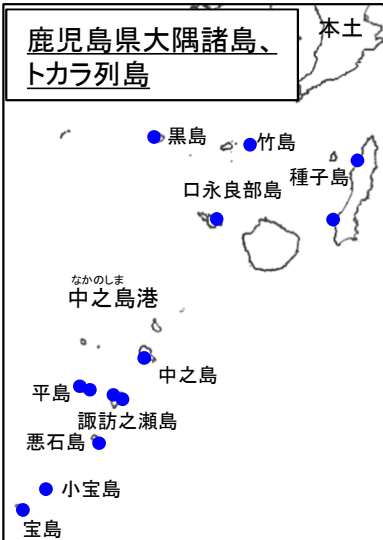 鹿児島県大隅諸島、
トカラ列島
本土
黒島
竹島
種子島
口永良部島
なかのしま
中之島港
中之島
平島
諏訪之瀬島
悪石島
小宝島
宝島